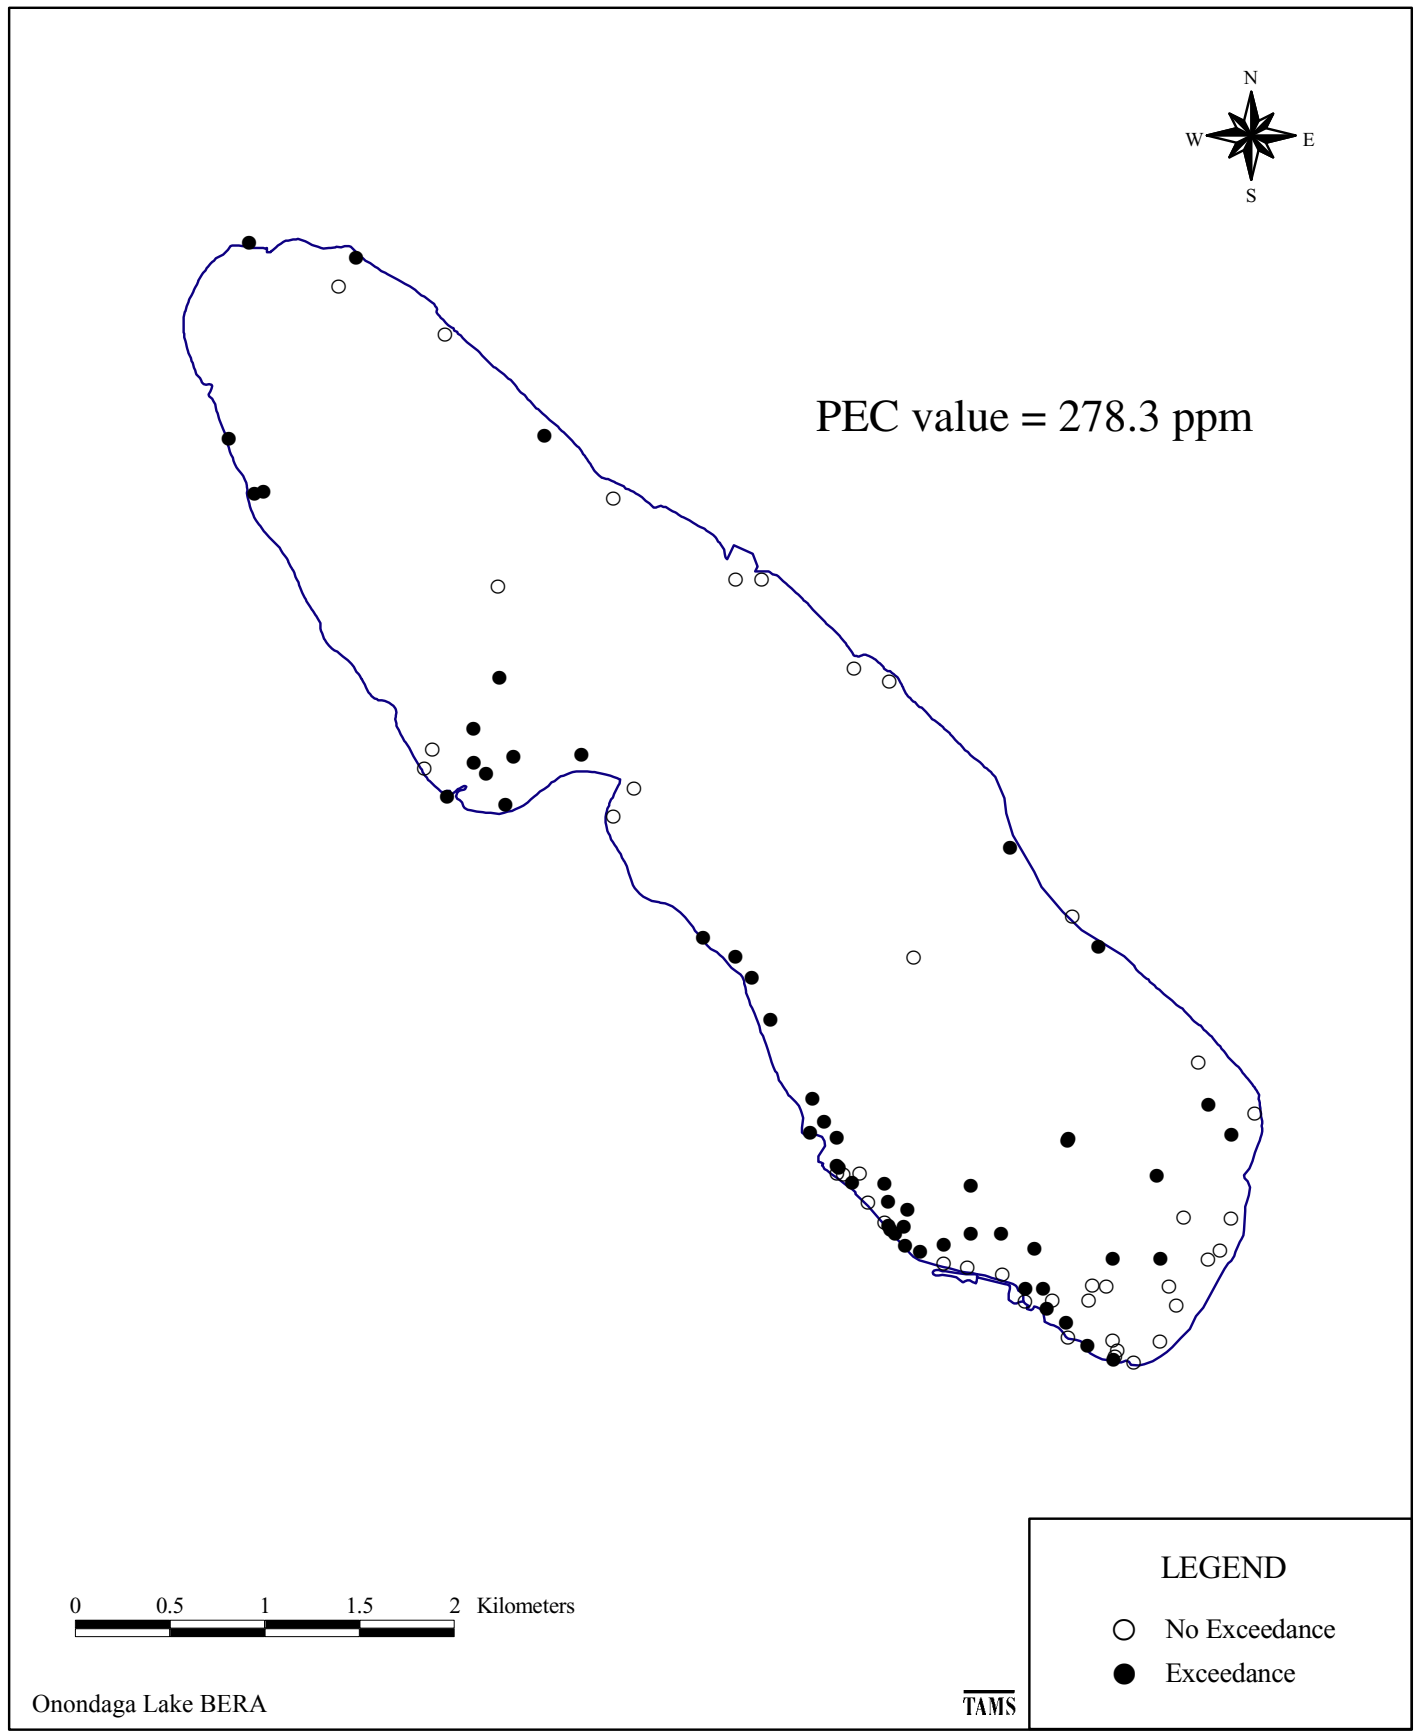 N
W E
S
PEC value = 278.3 ppm
LEGEND
No Exceedance
Exceedance
0 0.5 1 1.5 2 Kilometers
Onondaga Lake BERA
TAMS